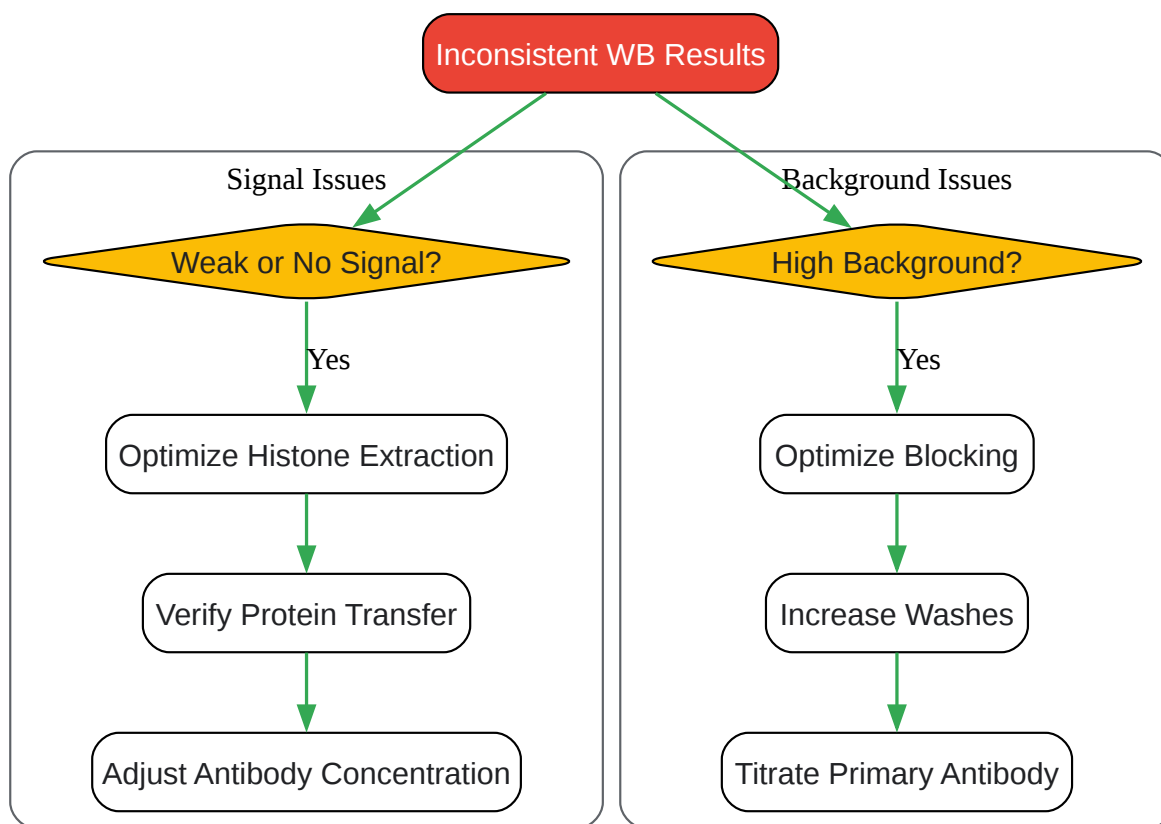 Inconsistent WB Results
Signal Issues
Weak or No Signal?
Yes
Optimize Histone Extraction
Verify Protein Transfer
Adjust Antibody Concentration
Background Issues
High Background?
Yes
Optimize Blocking
Increase Washes
Titrate Primary Antibody